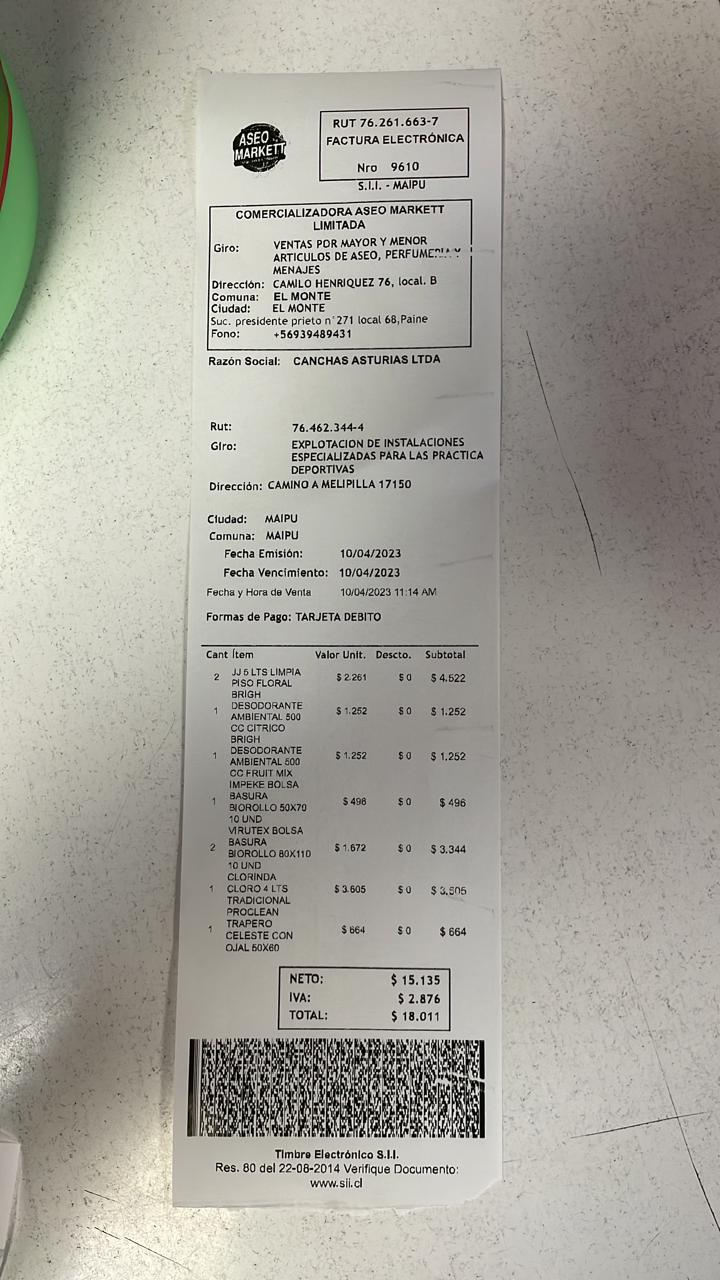 ASEO
MARKETT
RUT 76.261.663-7
FACTURA ELECTRÓNICA
Nro 9610
S.I.I. - MAIPU
COMERCIALIZADORA ASEO MARKETT
LIMITADA
Giro: VENTAS POR MAYOR Y MENOR
ARTICULOS DE ASEO, PERFUMERIA Y
MENAJES
Dirección: CAMILO HENRIQUEZ 76, local. B
Comuna: EL MONTE
Ciudad: EL MONTE
Suc. presidente prieto n°271 local 68,Paine
Fono: +56939489431
Razón Social: CANCHAS ASTURIAS LTDA
Rut: 76.462.344-4
Giro: EXPLOTACION DE INSTALACIONES
ESPECIALIZADAS PARA LAS PRACTICA
DEPORTIVAS
Dirección: CAMINO A MELIPILLA 17150
Ciudad: MAIPU
Comuna: MAIPU
Fecha Emisión: 10/04/2023
Fecha Vencimiento: 10/04/2023
Fecha y Hora de Venta 10/04/2023 11:14 AM
Formas de Pago: TARJETA DEBITO
Cant Ítem Valor Unit. Descto. Subtotal
JJ 5 LTS LIMPIA
2 PISO FLORAL $ 2.261 $ 0 $ 4.522
BRIGH
DESODORANTE
1 AMBIENTAL 500 $ 1.252 $ 0 $ 1.252
CC CITRICO
BRIGH
DESODORANTE
1 AMBIENTAL 500 $ 1.252 $ 0 $ 1.252
CC FRUIT MIX
IMPEKE BOLSA
BASURA
1 BIOROLLO 50X70 $ 496 $ 0 $ 496
10 UND
VIRUTEX BOLSA
BASURA
2 BIOROLLO 80X110 $ 1.672 $ 0 $ 3.344
10 UND
CLORINDA
1 CLORO 4 LTS $ 3.605 $ 0 $ 3.605
TRADICIONAL
PROCLEAN
TRAPERO
1 CELESTE CON $ 664 $ 0 $ 664
OJAL 50X60
NETO: $ 15.135
IVA: $ 2.876
TOTAL: $ 18.011
Timbre Electrónico S.I.I.
Res. 80 del 22-08-2014 Verifique Documento:
www.sii.cl